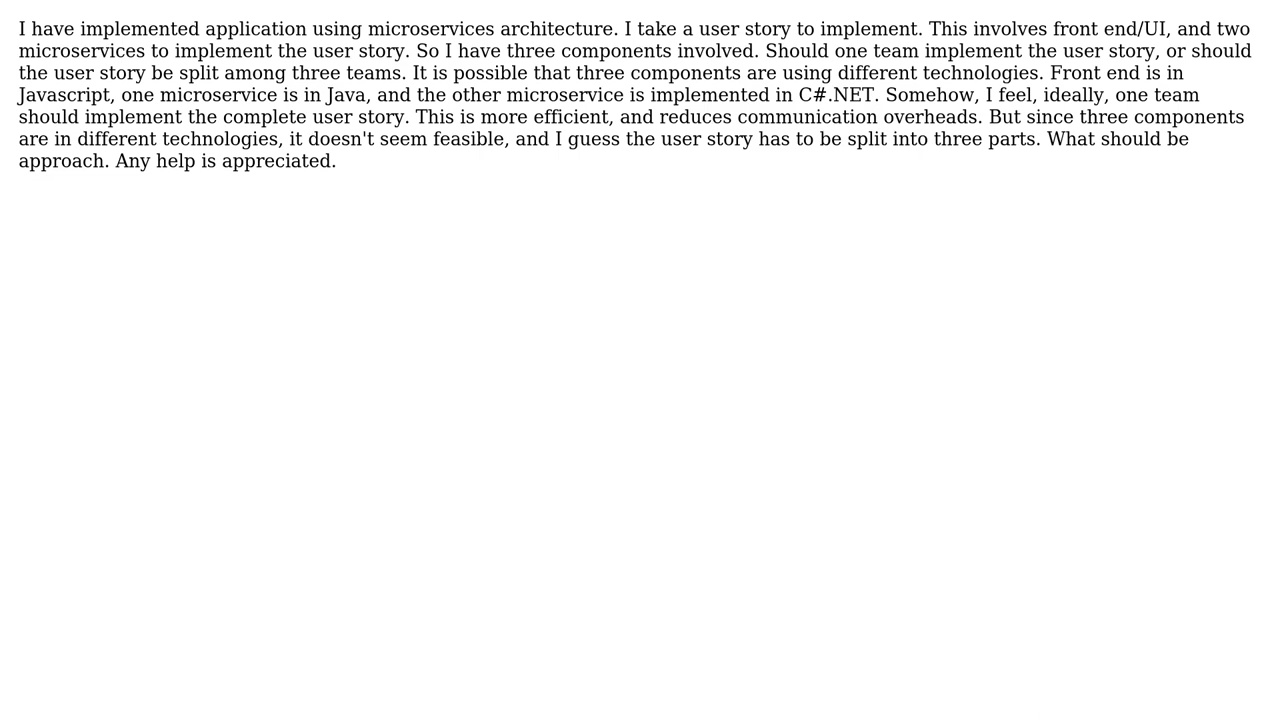 I have implemented application using microservices architecture. I take a user story to implement. This involves front end/UI, and two
microservices to implement the user story. So I have three components involved. Should one team implement the user story, or should
the user story be split among three teams. It is possible that three components are using different technologies. Front end is in
Javascript, one microservice is in Java, and the other microservice is implemented in C#.NET. Somehow, I feel, ideally, one team
should implement the complete user story. This is more efficient, and reduces communication overheads. But since three components
are in different technologies, it doesn't seem feasible, and I guess the user story has to be split into three parts. What should be
approach. Any help is appreciated.